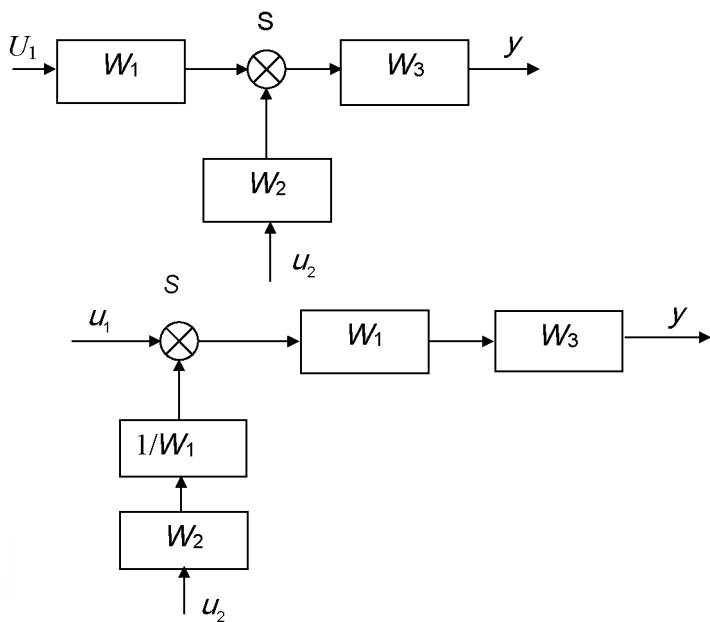 S
U₁ W₁ W₃ y
W₂
u₂
S
u₁ W₁ W₃ y
1/W₁
W₂
u₂